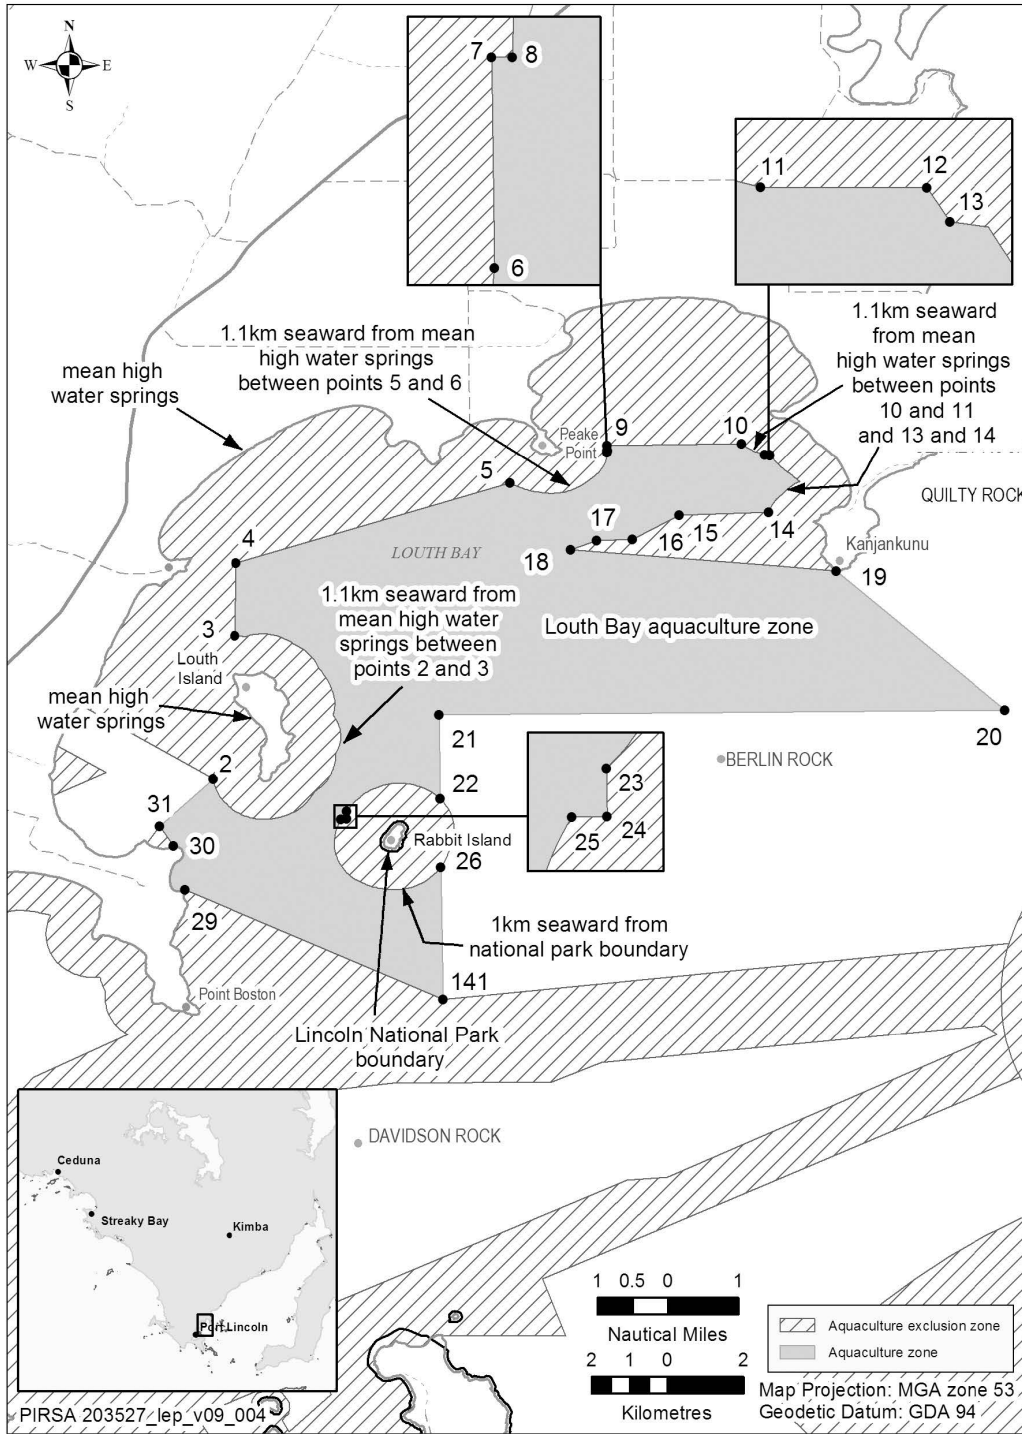 N
W
E
S
7
8
6
11
12
13
1.1km seaward from mean
high water springs
between points 5 and 6
mean high
water springs
1.1km seaward
from mean
high water springs
between points
10 and 11
and 13 and 14
Peake
Point
9
10
5
QUILTY ROCK
4
LOUTH BAY
17
18
16
15
14
Kanjankunu
19
1.1km seaward from
mean high water
springs between
points 2 and 3
3
Louth
Island
Louth Bay aquaculture zone
mean high
water springs
2
21
20
BERLIN ROCK
22
23
24
25
31
30
Rabbit Island
26
29
1km seaward from
national park boundary
Point Boston
141
Lincoln National Park
boundary
DAVIDSON ROCK
Ceduna
Streaky Bay
Kimba
Port Lincoln
1 0.5 0 1
Nautical Miles
2 1 0 2
Kilometres
Aquaculture exclusion zone
Aquaculture zone
Map Projection: MGA zone 53
Geodetic Datum: GDA 94
PIRSA 203527_lep_v09_004